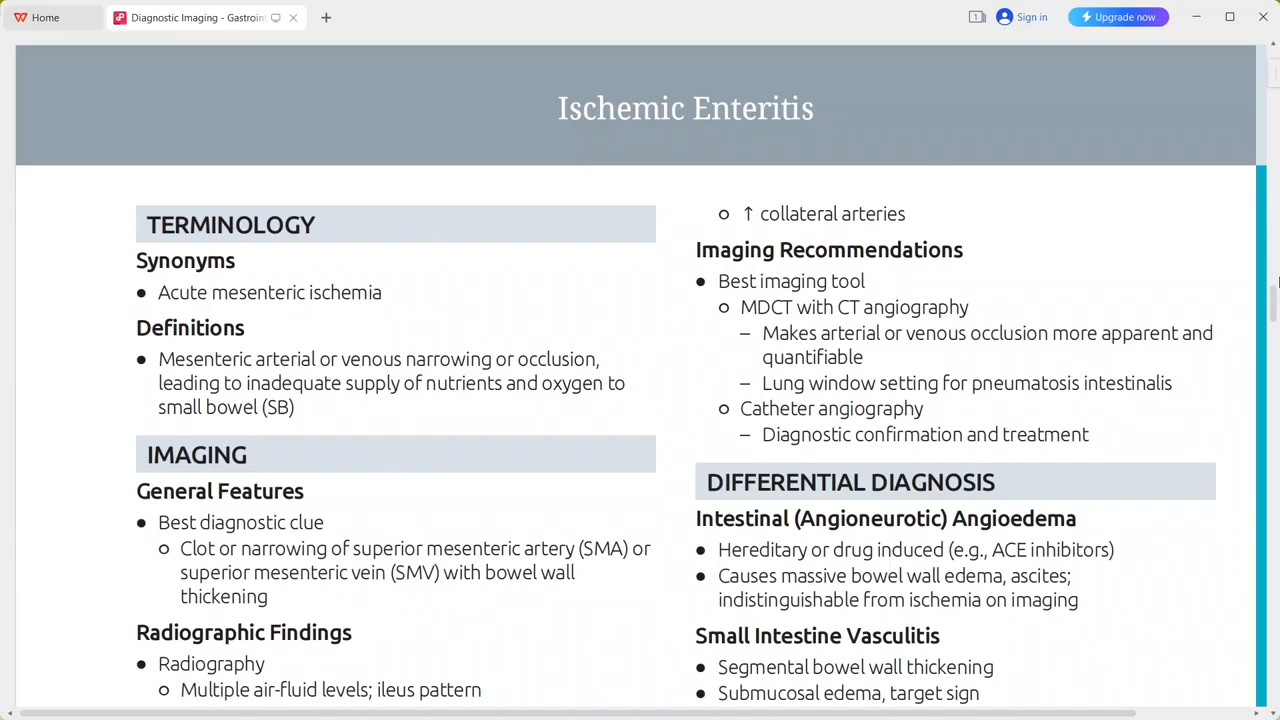 Home
Diagnostic Imaging - Gastroint
1
Sign in
Upgrade now
Ischemic Enteritis
TERMINOLOGY
Synonyms
● Acute mesenteric ischemia
Definitions
● Mesenteric arterial or venous narrowing or occlusion,
leading to inadequate supply of nutrients and oxygen to
small bowel (SB)
IMAGING
General Features
● Best diagnostic clue
○ Clot or narrowing of superior mesenteric artery (SMA) or
superior mesenteric vein (SMV) with bowel wall
thickening
Radiographic Findings
● Radiography
○ Multiple air-fluid levels; ileus pattern
○ ↑ collateral arteries
Imaging Recommendations
● Best imaging tool
○ MDCT with CT angiography
– Makes arterial or venous occlusion more apparent and
quantifiable
– Lung window setting for pneumatosis intestinalis
○ Catheter angiography
– Diagnostic confirmation and treatment
DIFFERENTIAL DIAGNOSIS
Intestinal (Angioneurotic) Angioedema
● Hereditary or drug induced (e.g., ACE inhibitors)
● Causes massive bowel wall edema, ascites;
indistinguishable from ischemia on imaging
Small Intestine Vasculitis
● Segmental bowel wall thickening
● Submucosal edema, target sign